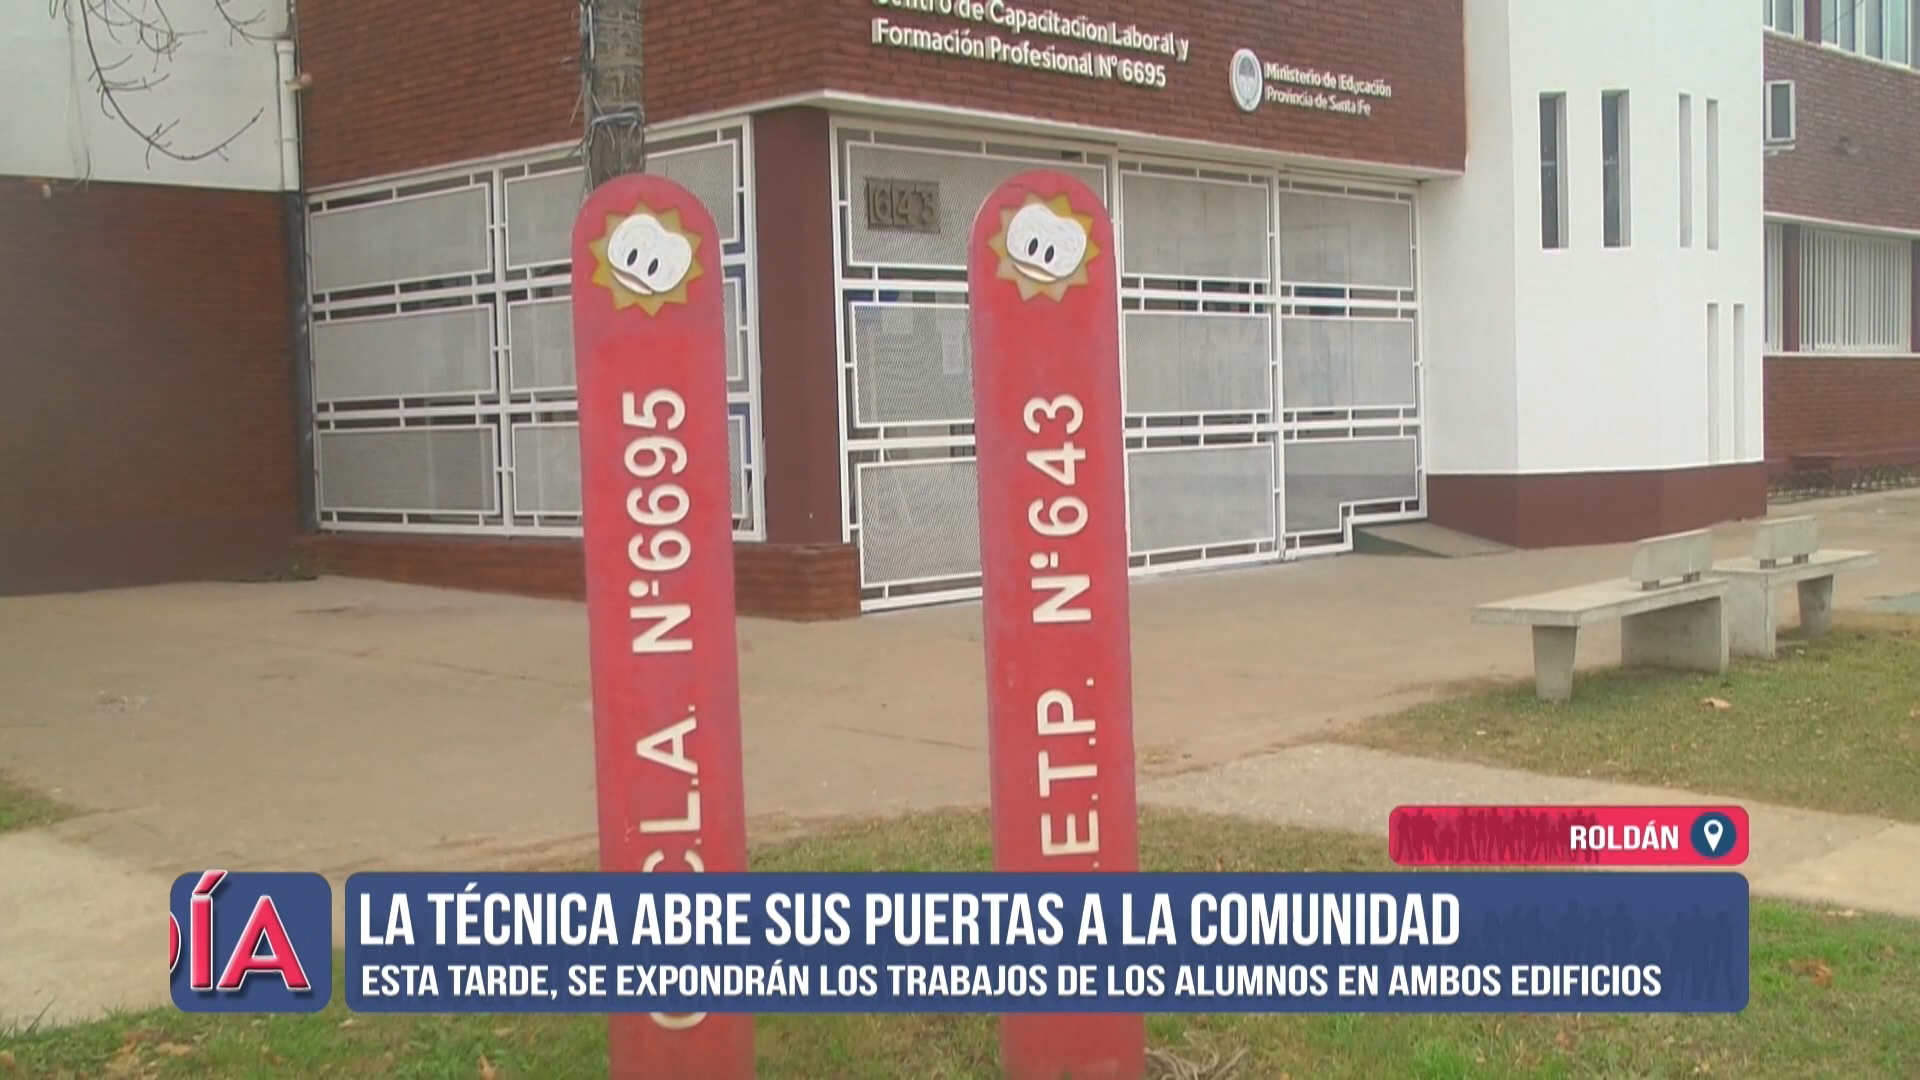 de Capacitacion Laboral y
Formación Profesional N° 6695
Ministerio de Educación
Provincia de Santa Fe
1643
C.L.A. N° 6695
E.T.P. N° 643
ROLDÁN
ÍA
LA TÉCNICA ABRE SUS PUERTAS A LA COMUNIDAD
ESTA TARDE, SE EXPONDRÁN LOS TRABAJOS DE LOS ALUMNOS EN AMBOS EDIFICIOS